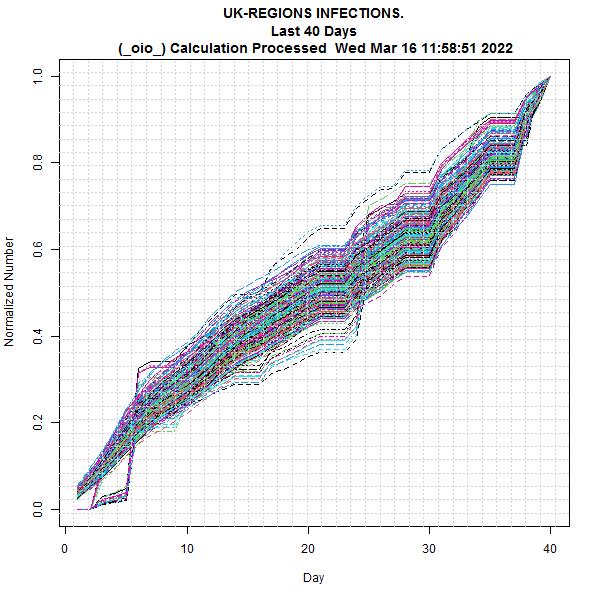 UK-REGIONS INFECTIONS.
Last 40 Days
(_oio_) Calculation Processed  Wed Mar 16 11:58:51 2022
Normalized Number
1.0
0.8
0.6
0.4
0.2
0.0
0 10 20 30 40
Day